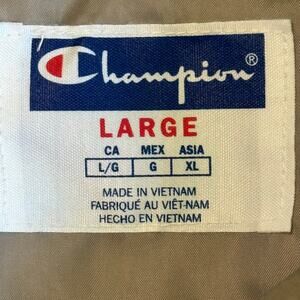 Champion®
LARGE
CA MEX ASIA
L/G G XL
MADE IN VIETNAM
FABRIQUÉ AU VIÊT-NAM
HECHO EN VIETNAM